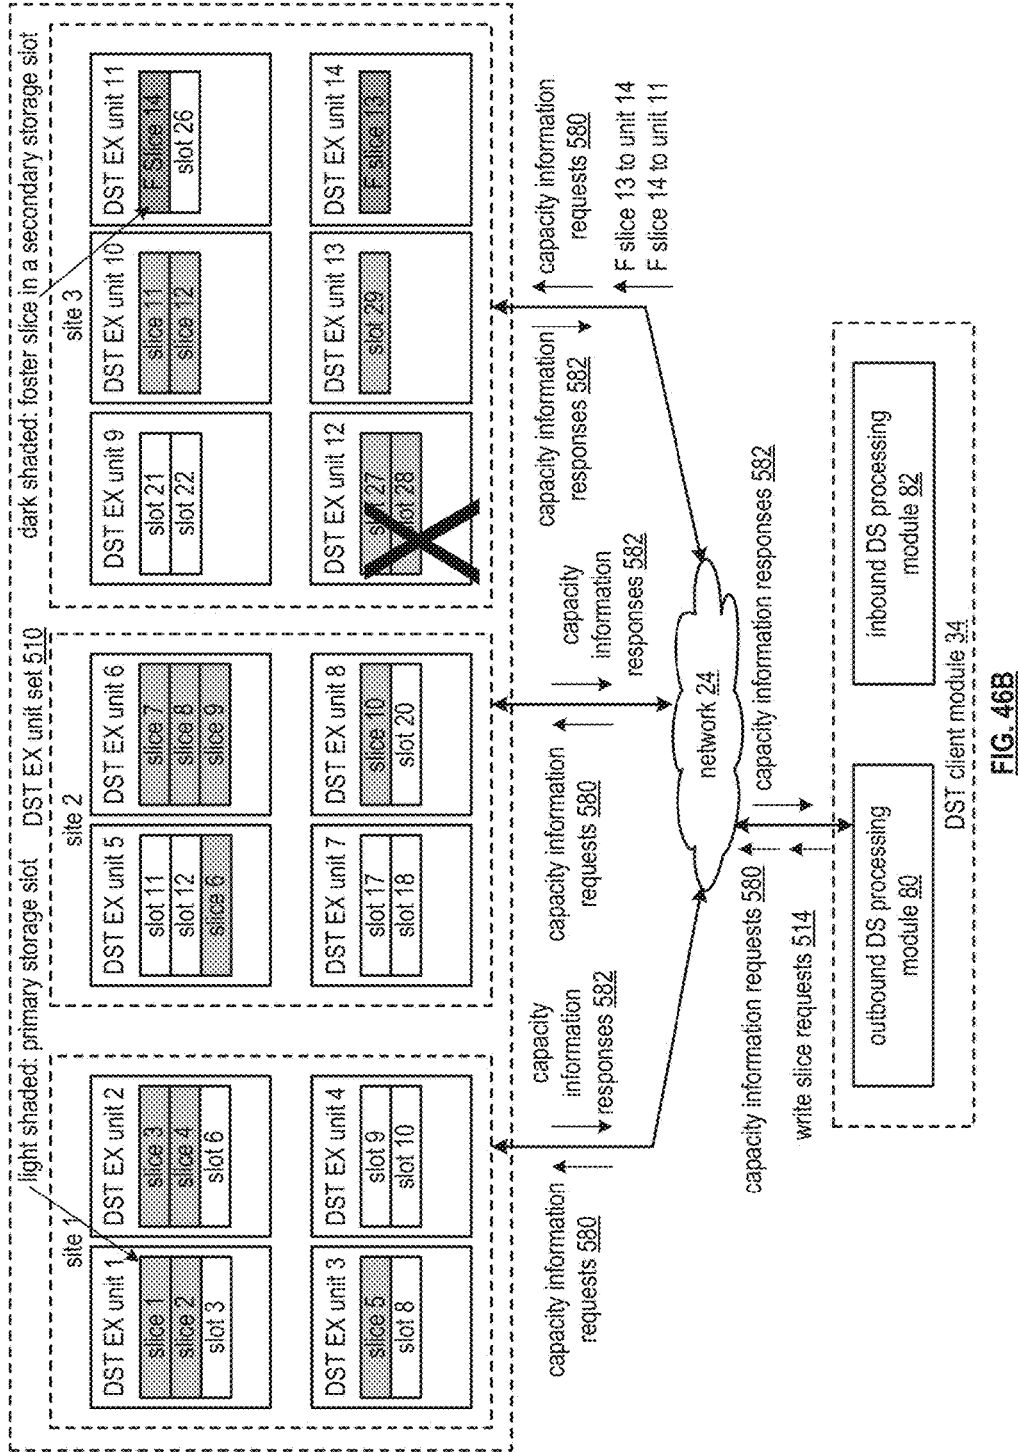 dark shaded: foster slice in a secondary storage slot
light shaded: primary storage slot
DST EX unit set 510
site 1
DST EX unit 1
slice 1
slice 2
slot 3
DST EX unit 2
slice 3
slice 4
slot 6
DST EX unit 3
slice 5
slot 8
DST EX unit 4
slot 9
slot 10
site 2
DST EX unit 5
slot 11
slot 12
slice 6
DST EX unit 6
slice 7
slice 8
slice 9
DST EX unit 7
slot 17
slot 18
DST EX unit 8
slice 10
slot 20
site 3
DST EX unit 9
slot 21
slot 22
DST EX unit 10
slice 11
slice 12
DST EX unit 11
F Slice 14
slot 26
DST EX unit 12
slot 27
slot 28
DST EX unit 13
slot 29
DST EX unit 14
F slice 13
capacity information
requests 580
capacity
information
responses 582
capacity information
requests 580
capacity
information
responses 582
capacity information
responses 582
capacity information
requests 580
F slice 13 to unit 14
F slice 14 to unit 11
network 24
capacity information requests 580
write slice requests 514
capacity information responses 582
outbound DS processing
module 80
inbound DS processing
module 82
DST client module 34
FIG. 46B